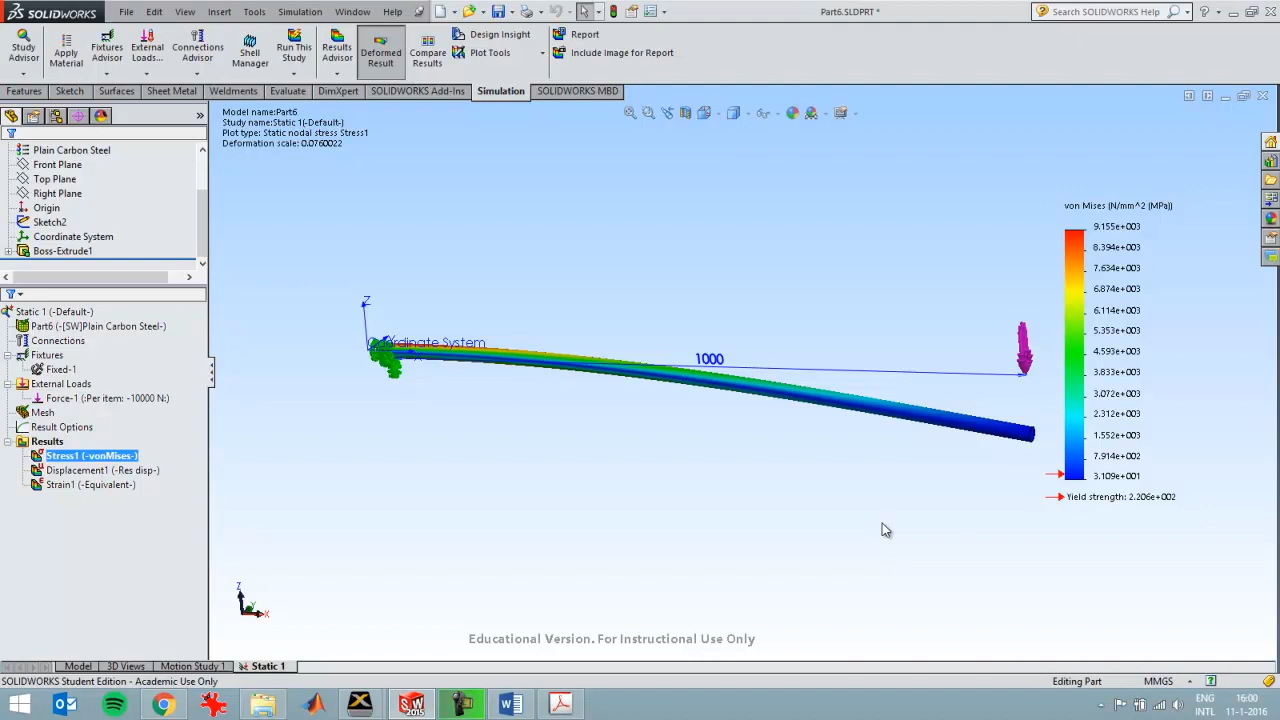 SOLIDWORKS File Edit View Insert Tools Simulation Window Help Part6.SLDPRT * Search SOLIDWORKS Help
Study Advisor
Apply Material
Fixtures Advisor
External Loads...
Connections Advisor
Shell Manager
Run This Study
Results Advisor
Deformed Result
Compare Results
Design Insight
Plot Tools
Report
Include Image for Report
Features Sketch Surfaces Sheet Metal Weldments Evaluate DimXpert SOLIDWORKS Add-Ins Simulation SOLIDWORKS MBD
Plain Carbon Steel
Front Plane
Top Plane
Right Plane
Origin
Sketch2
Coordinate System
Boss-Extrude1
Static 1 (-Default-)
Part6 (-[SW]Plain Carbon Steel-)
Connections
Fixtures
Fixed-1
External Loads
Force-1 (:Per item: -10000 N:)
Mesh
Result Options
Results
Stress1 (-vonMises-)
Displacement1 (-Res disp-)
Strain1 (-Equivalent-)
Model name:Part6
Study name:Static 1(-Default-)
Plot type: Static nodal stress Stress1
Deformation scale: 0.0760022
Z
Coordinate System
X
1000
von Mises (N/mm^2 (MPa))
9.155e+003
8.394e+003
7.634e+003
6.874e+003
6.114e+003
5.353e+003
4.593e+003
3.833e+003
3.072e+003
2.312e+003
1.552e+003
7.914e+002
3.109e+001
Yield strength: 2.206e+002
Z
Y
X
Educational Version. For Instructional Use Only
Model 3D Views Motion Study 1 Static 1
SOLIDWORKS Student Edition - Academic Use Only Editing Part MMGS
SW 2015
ENG
INTL
16:00
11-1-2016